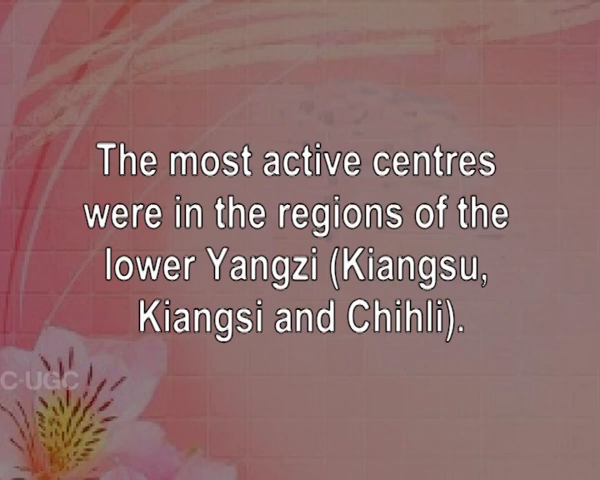 The most active centres
were in the regions of the
lower Yangzi (Kiangsu,
Kiangsi and Chihli).
C-UGC